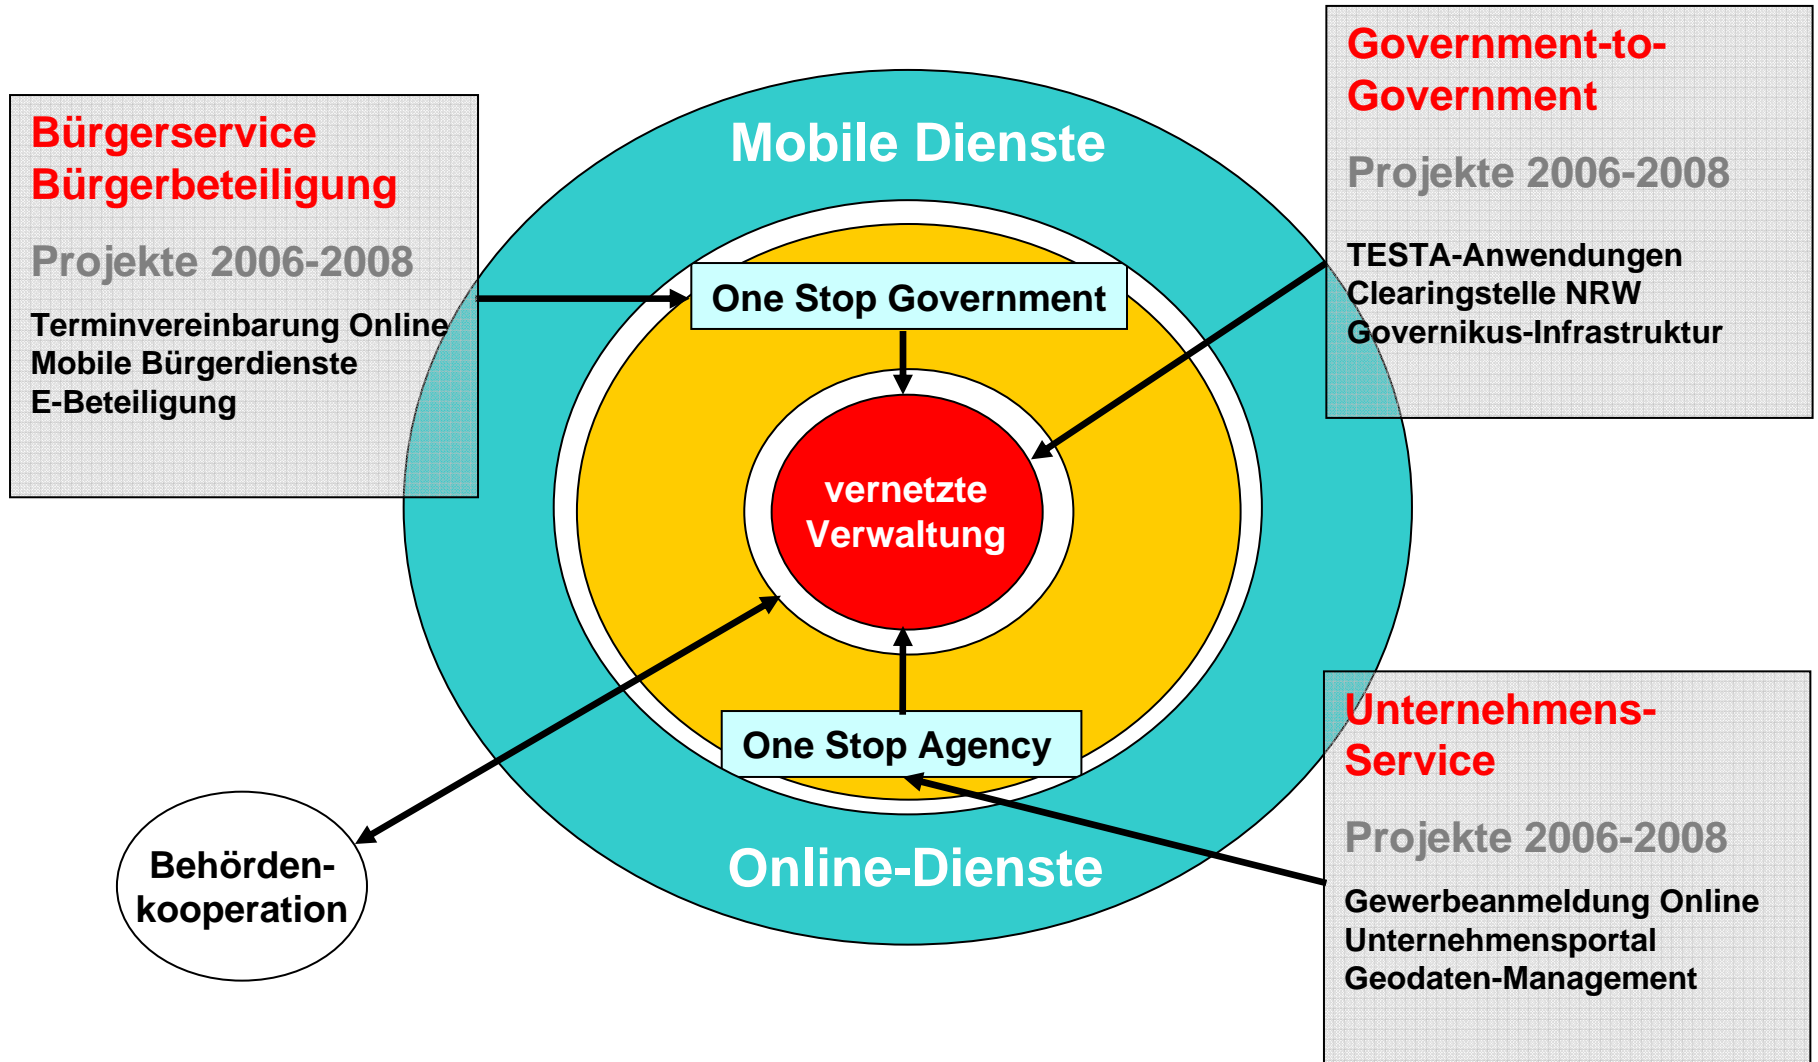 Bürgerservice
Bürgerbeteiligung
Projekte 2006-2008
Terminvereinbarung Online
Mobile Bürgerdienste
E-Beteiligung
Mobile Dienste
Government-to-
Government
Projekte 2006-2008
TESTA-Anwendungen
Clearingstelle NRW
Governikus-Infrastruktur
One Stop Government
vernetzte
Verwaltung
One Stop Agency
Online-Dienste
Behörden-
kooperation
Unternehmens-
Service
Projekte 2006-2008
Gewerbeanmeldung Online
Unternehmensportal
Geodaten-Management